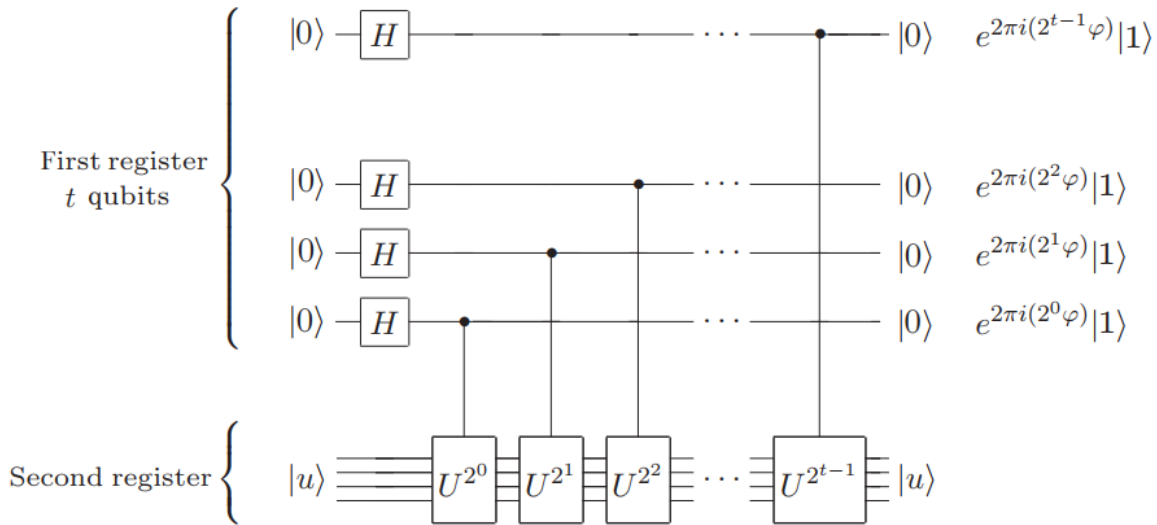 |0⟩ H · · · |0⟩ e^{2πi(2^{t−1}φ)}|1⟩
First register
t qubits
|0⟩ H · · · |0⟩ e^{2πi(2^2φ)}|1⟩
|0⟩ H · · · |0⟩ e^{2πi(2^1φ)}|1⟩
|0⟩ H · · · |0⟩ e^{2πi(2^0φ)}|1⟩
Second register |u⟩ U^{2^0} U^{2^1} U^{2^2} · · · U^{2^{t−1}} |u⟩